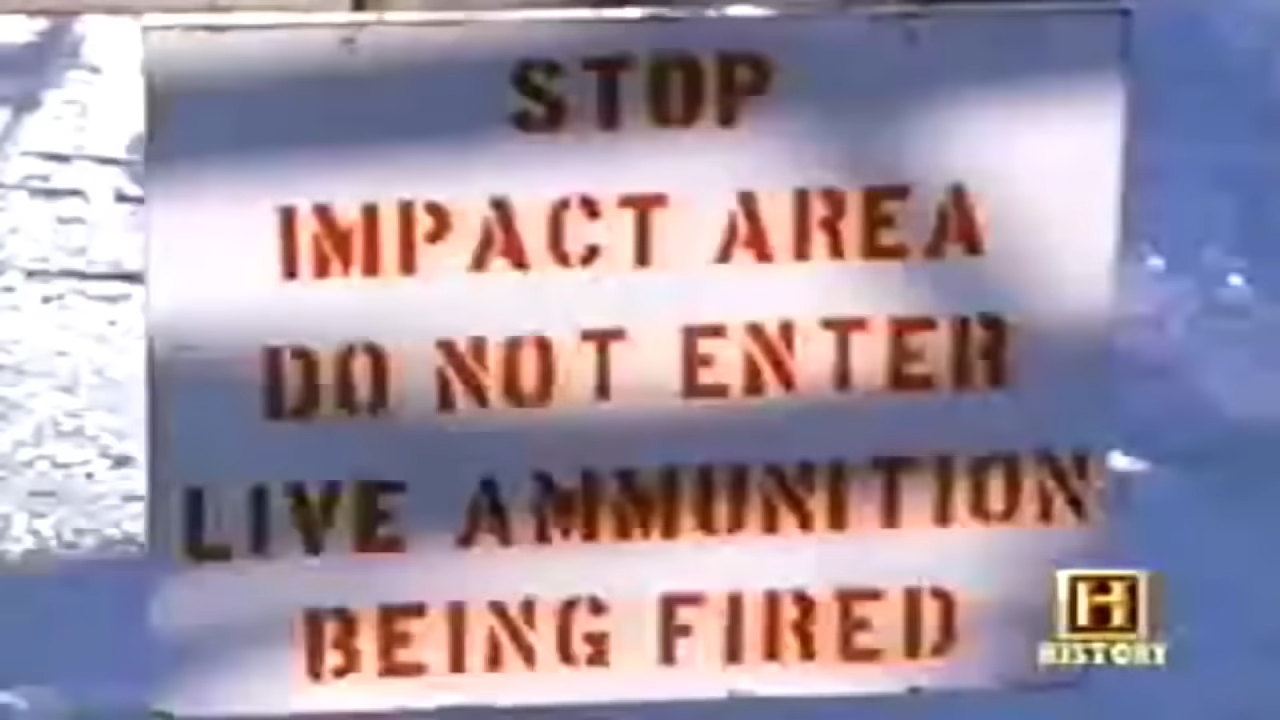 STOP
IMPACT AREA
DO NOT ENTER
LIVE AMMUNITION
BEING FIRED
H
HISTORY